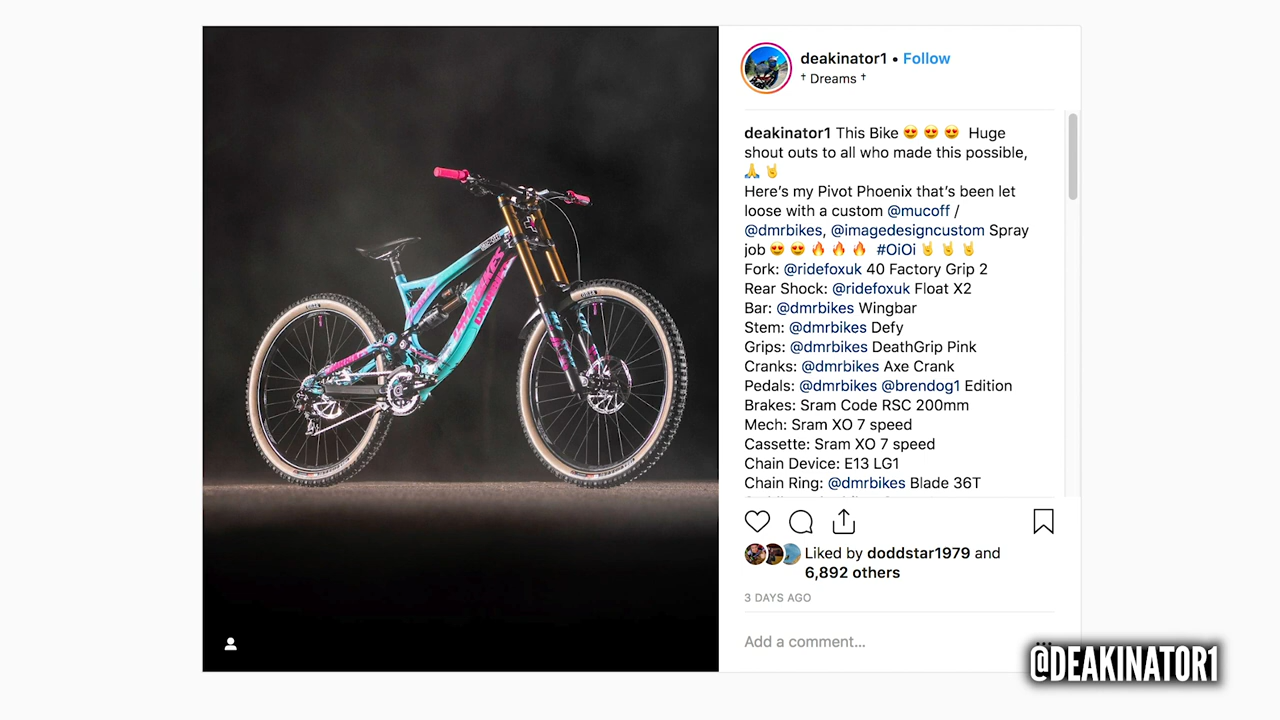 deakinator1 • Follow
† Dreams †
deakinator1 This Bike 😍 😍 😍 Huge
shout outs to all who made this possible,
🙏 🤘
Here's my Pivot Phoenix that's been let
loose with a custom @mucoff /
@dmrbikes, @imagedesigncustom Spray
job 😍 😍 🔥 🔥 🔥 #OiOi 🤘 🤘 🤘
Fork: @ridefoxuk 40 Factory Grip 2
Rear Shock: @ridefoxuk Float X2
Bar: @dmrbikes Wingbar
Stem: @dmrbikes Defy
Grips: @dmrbikes DeathGrip Pink
Cranks: @dmrbikes Axe Crank
Pedals: @dmrbikes @brendog1 Edition
Brakes: Sram Code RSC 200mm
Mech: Sram XO 7 speed
Cassette: Sram XO 7 speed
Chain Device: E13 LG1
Chain Ring: @dmrbikes Blade 36T
Liked by doddstar1979 and
6,892 others
3 DAYS AGO
Add a comment...
@DEAKINATOR1